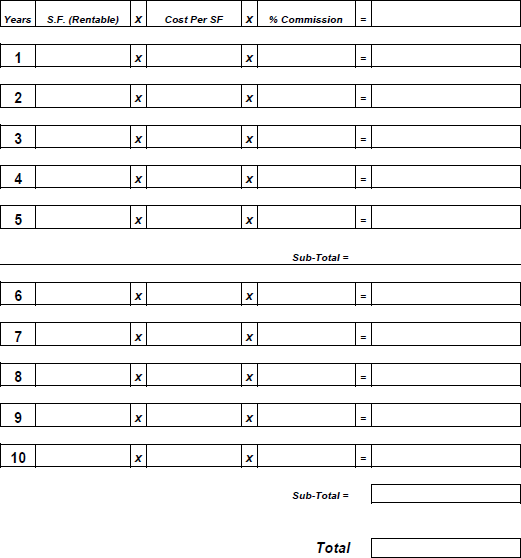 Years S.F. (Rentable) X Cost Per SF X % Commission =
1 x x =
2 x x =
3 x x =
4 x x =
5 x x =
Sub-Total =
6 x x =
7 x x =
8 x x =
9 x x =
10 x x =
Sub-Total =
Total